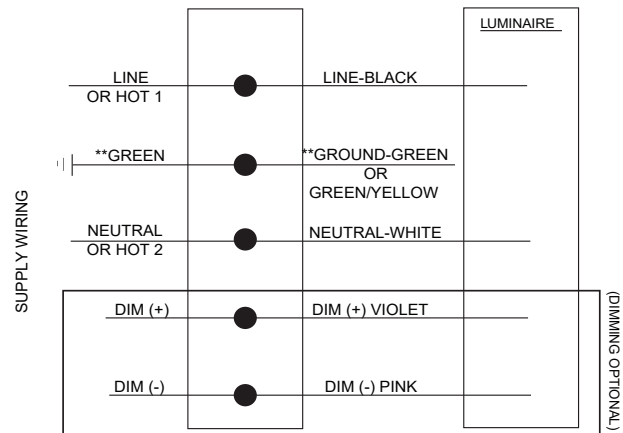 LUMINAIRE
LINE
OR HOT 1
LINE-BLACK
**GREEN
**GROUND-GREEN
OR
GREEN/YELLOW
SUPPLY WIRING
NEUTRAL
OR HOT 2
NEUTRAL-WHITE
DIM (+)
DIM (+) VIOLET
DIM (-)
DIM (-) PINK
(DIMMING OPTIONAL)